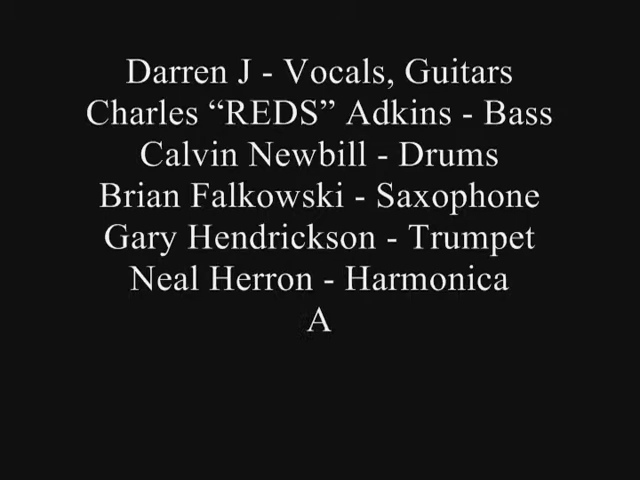 Darren J - Vocals, Guitars
Charles “REDS” Adkins - Bass
Calvin Newbill - Drums
Brian Falkowski - Saxophone
Gary Hendrickson - Trumpet
Neal Herron - Harmonica
A